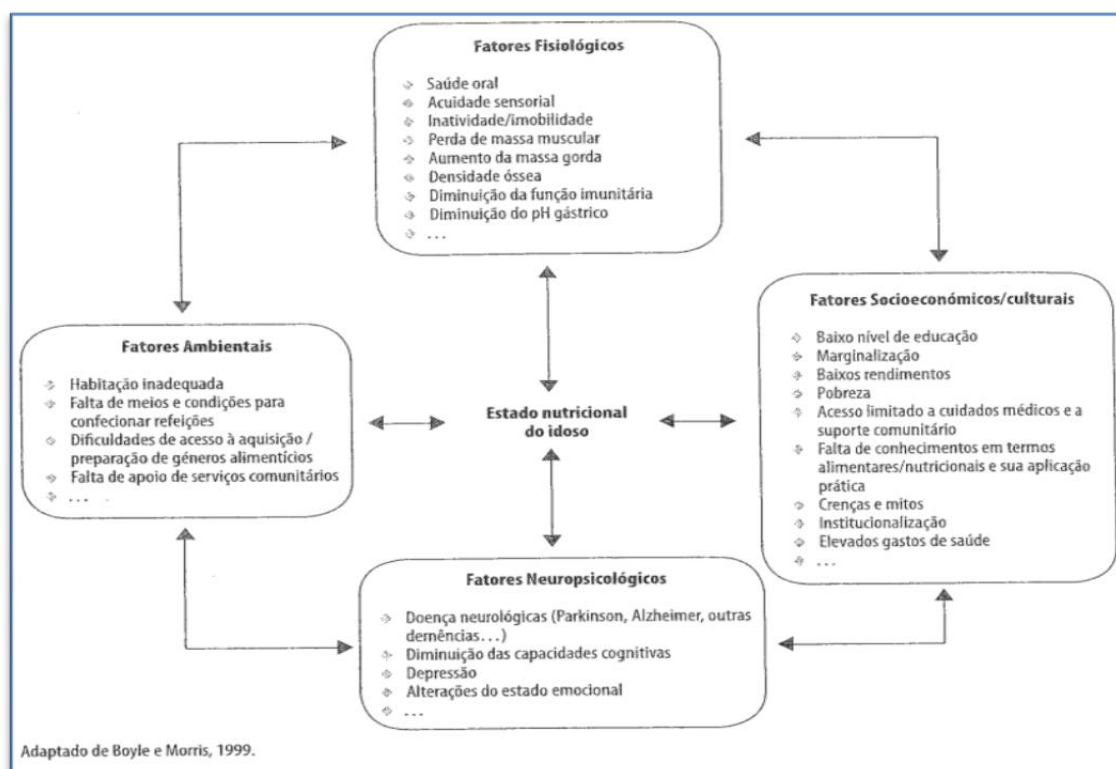 Fatores Fisiológicos
Saúde oral
Acuidade sensorial
Inatividade/imobilidade
Perda de massa muscular
Aumento da massa gorda
Densidade óssea
Diminuição da função imunitária
Diminuição do pH gástrico
...
Fatores Ambientais
Habitação inadequada
Falta de meios e condições para
confecionar refeições
Dificuldades de acesso à aquisição /
preparação de géneros alimentícios
Falta de apoio de serviços comunitários
...
Estado nutricional
do idoso
Fatores Socioeconómicos/culturais
Baixo nível de educação
Marginalização
Baixos rendimentos
Pobreza
Acesso limitado a cuidados médicos e a
suporte comunitário
Falta de conhecimentos em termos
alimentares/nutricionais e sua aplicação
prática
Crenças e mitos
Institucionalização
Elevados gastos de saúde
...
Fatores Neuropsicológicos
Doença neurológicas (Parkinson, Alzheimer, outras
demências...)
Diminuição das capacidades cognitivas
Depressão
Alterações do estado emocional
...
Adaptado de Boyle e Morris, 1999.